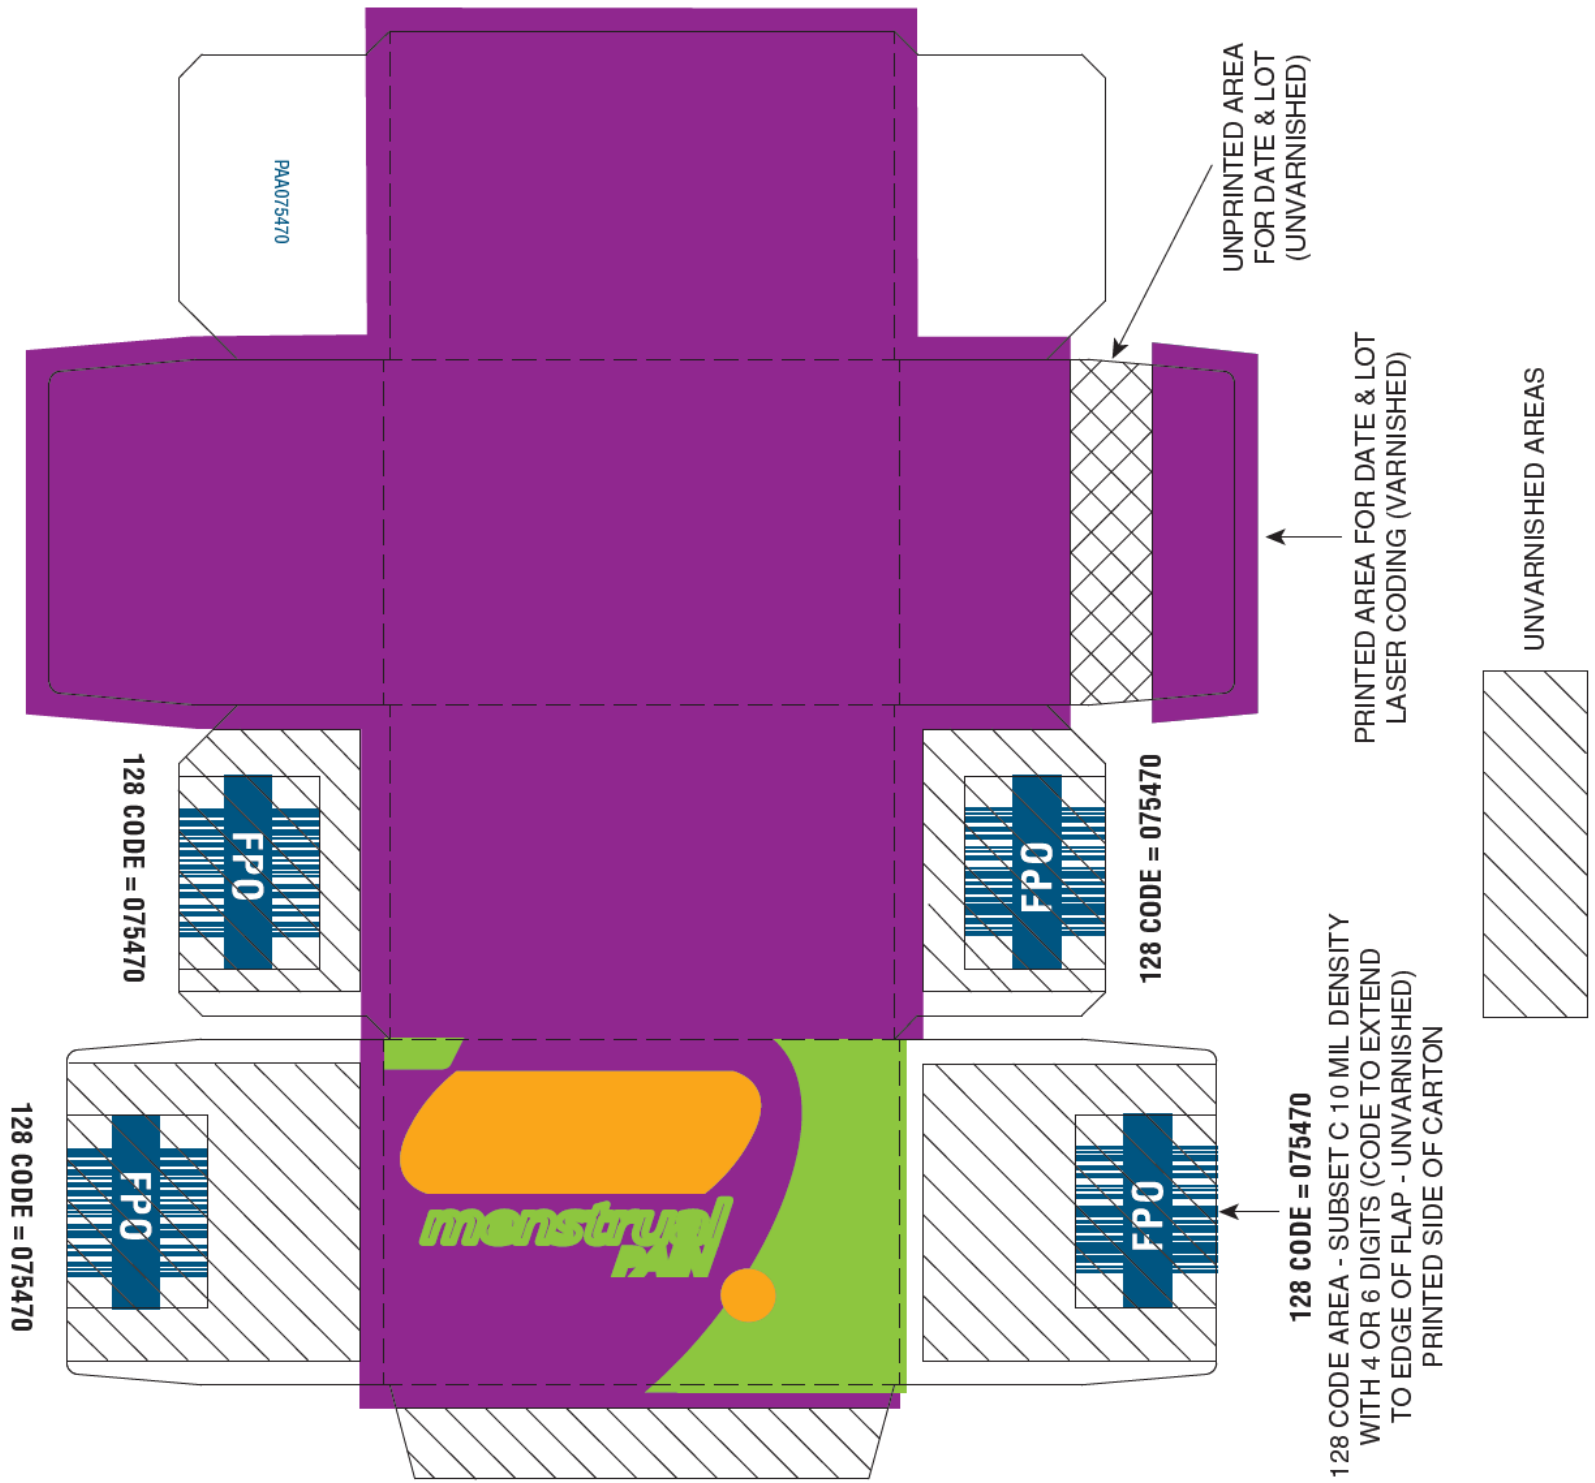 PAA075470
UNPRINTED AREA
FOR DATE & LOT
(UNVARNISHED)
PRINTED AREA FOR DATE & LOT
LASER CODING (VARNISHED)
UNVARNISHED AREAS
128 CODE = 075470
FPO
FPO
128 CODE = 075470
128 CODE = 075470
FPO
menstrual
PAIN
FPO
128 CODE = 075470
128 CODE AREA - SUBSET C 10 MIL DENSITY
WITH 4 OR 6 DIGITS (CODE TO EXTEND
TO EDGE OF FLAP - UNVARNISHED)
PRINTED SIDE OF CARTON